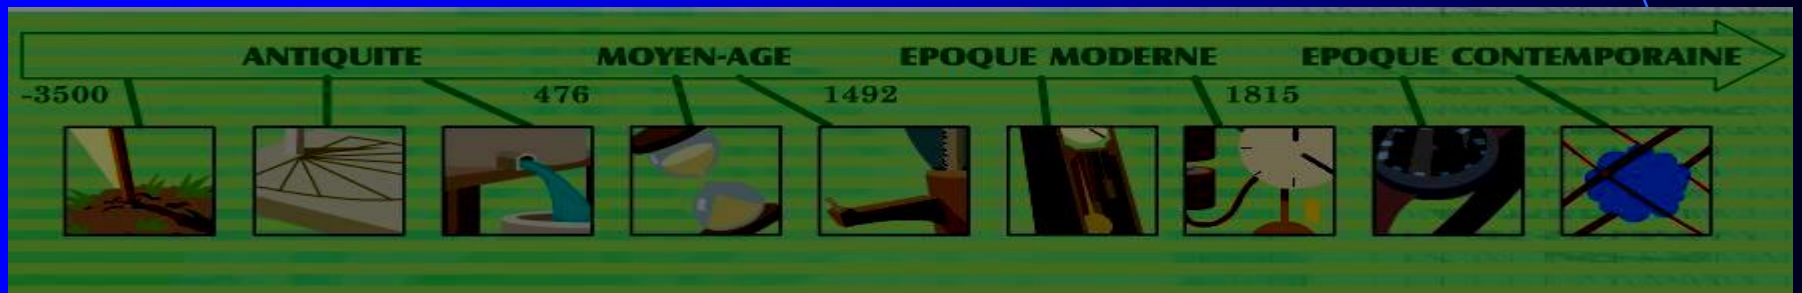 ANTIQUITE MOYEN-AGE EPOQUE MODERNE EPOQUE CONTEMPORAINE
-3500 476 1492 1815